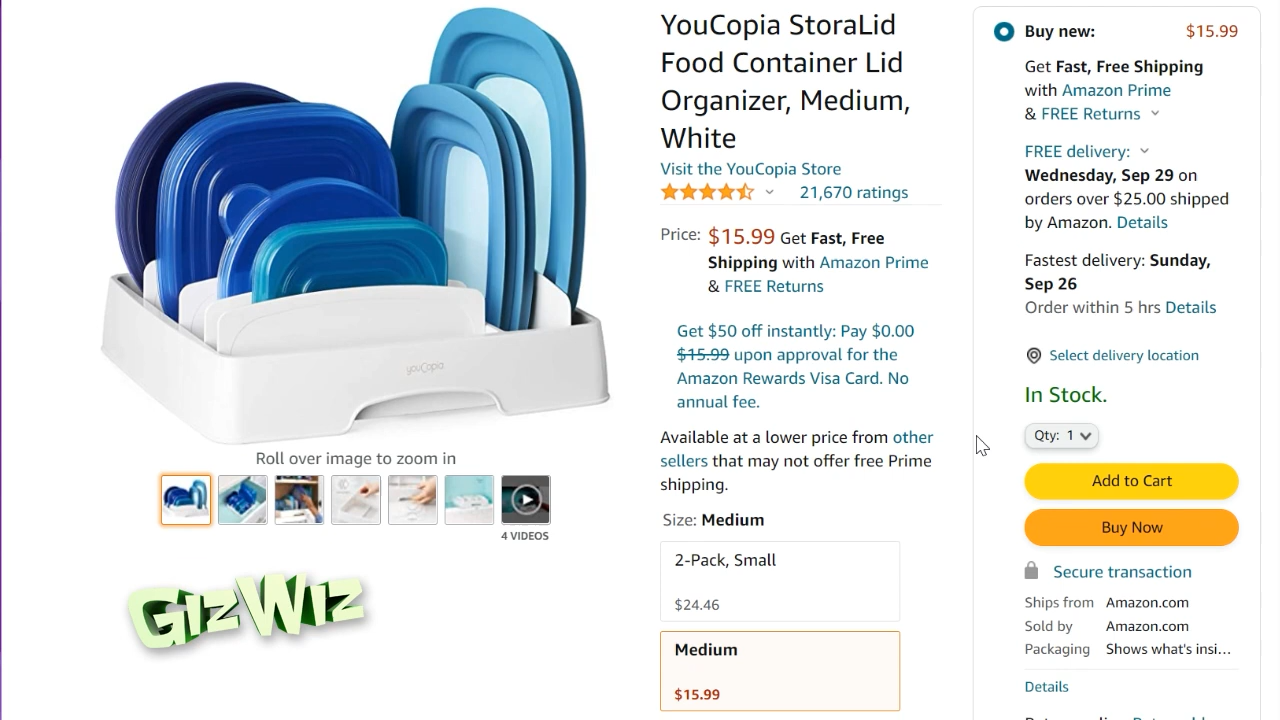 YouCopia StoraLid
Food Container Lid
Organizer, Medium,
White
Visit the YouCopia Store
21,670 ratings
Price: $15.99 Get Fast, Free
Shipping with Amazon Prime
& FREE Returns
Get $50 off instantly: Pay $0.00
$15.99 upon approval for the
Amazon Rewards Visa Card. No
annual fee.
Available at a lower price from other
sellers that may not offer free Prime
shipping.
Size: Medium
2-Pack, Small
$24.46
Medium
$15.99
youCopia
Roll over image to zoom in
4 VIDEOS
GizWiz
Buy new: $15.99
Get Fast, Free Shipping
with Amazon Prime
& FREE Returns
FREE delivery:
Wednesday, Sep 29 on
orders over $25.00 shipped
by Amazon. Details
Fastest delivery: Sunday,
Sep 26
Order within 5 hrs Details
Select delivery location
In Stock.
Qty: 1
Add to Cart
Buy Now
Secure transaction
Ships from Amazon.com
Sold by Amazon.com
Packaging Shows what's insi...
Details